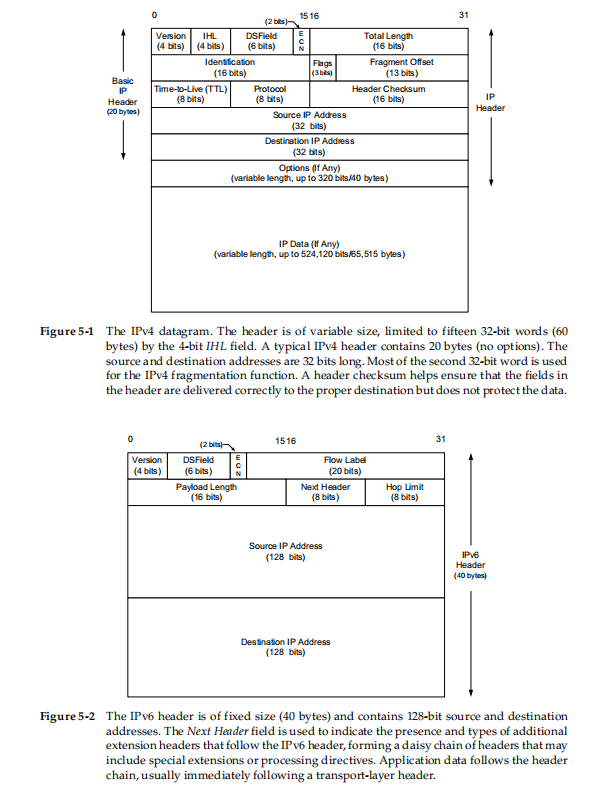 0 15 16 31
(2 bits)
Version DSField E Total Length
(4 bits) IHL (4 bits) (6 bits) C N (16 bits)
Identification Flags Fragment Offset
(16 bits) (3 bits) (13 bits)
Basic IP Header (20 bytes)
Time-to-Live (TTL) Protocol Header Checksum
(8 bits) (8 bits) (16 bits)
IP Header
Source IP Address
(32 bits)
Destination IP Address
(32 bits)
Options (If Any)
(variable length, up to 320 bits/40 bytes)
IP Data (If Any)
(variable length, up to 524,120 bits/65,515 bytes)
Figure 5-1 The IPv4 datagram. The header is of variable size, limited to fifteen 32-bit words (60
bytes) by the 4-bit IHL field. A typical IPv4 header contains 20 bytes (no options). The
source and destination addresses are 32 bits long. Most of the second 32-bit word is used
for the IPv4 fragmentation function. A header checksum helps ensure that the fields in
the header are delivered correctly to the proper destination but does not protect the data.
0 15 16 31
(2 bits)
Version DSField E C N Flow Label
(4 bits) (6 bits) (20 bits)
Payload Length Next Header Hop Limit
(16 bits) (8 bits) (8 bits)
Source IP Address
(128 bits)
IPv6
Header
(40 bytes)
Destination IP Address
(128 bits)
Figure 5-2 The IPv6 header is of fixed size (40 bytes) and contains 128-bit source and destination
addresses. The Next Header field is used to indicate the presence and types of additional
extension headers that follow the IPv6 header, forming a daisy chain of headers that may
include special extensions or processing directives. Application data follows the header
chain, usually immediately following a transport-layer header.